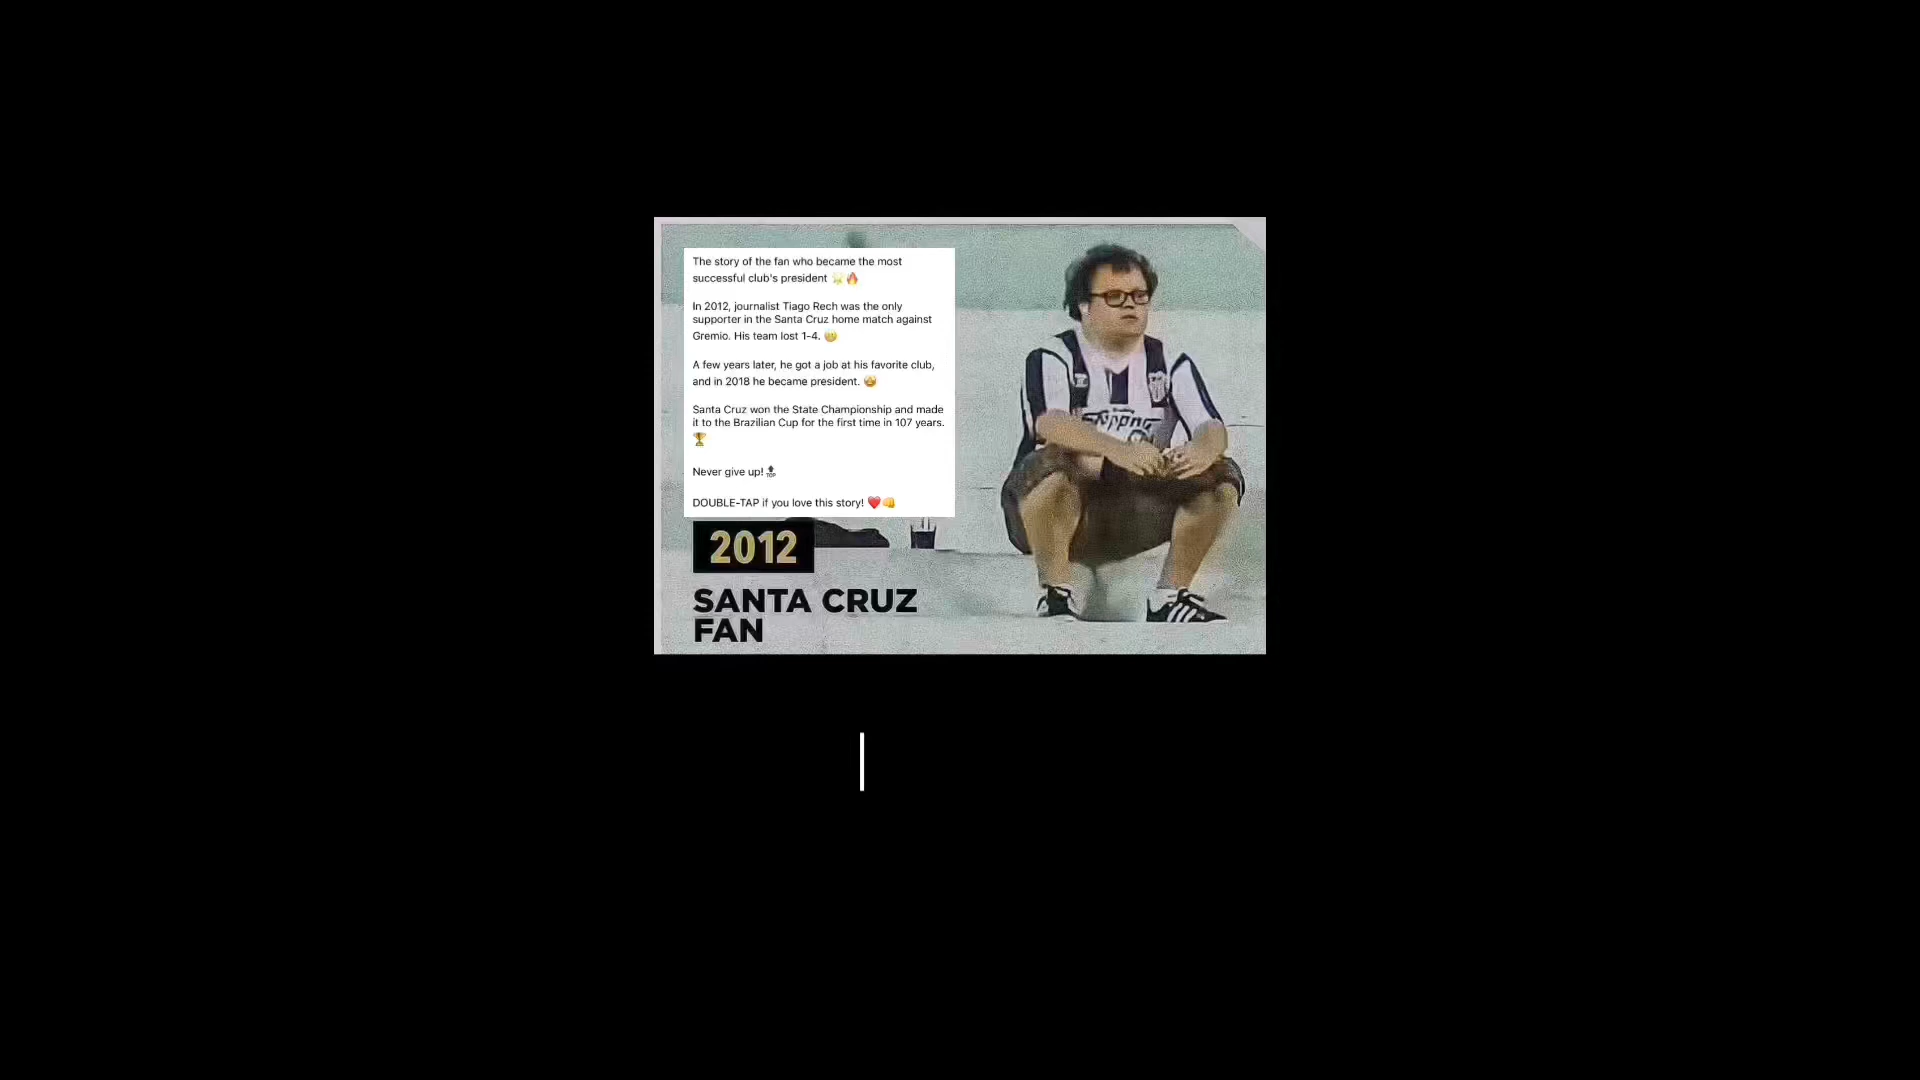 The story of the fan who became the most
successful club's president 🌟🔥
In 2012, journalist Tiago Rech was the only
supporter in the Santa Cruz home match against
Gremio. His team lost 1-4. 🥲
A few years later, he got a job at his favorite club,
and in 2018 he became president. 🤩
Santa Cruz won the State Championship and made
it to the Brazilian Cup for the first time in 107 years.
🏆
Never give up!🔝
DOUBLE-TAP if you love this story! ❤️👊
2012
SANTA CRUZ
FAN